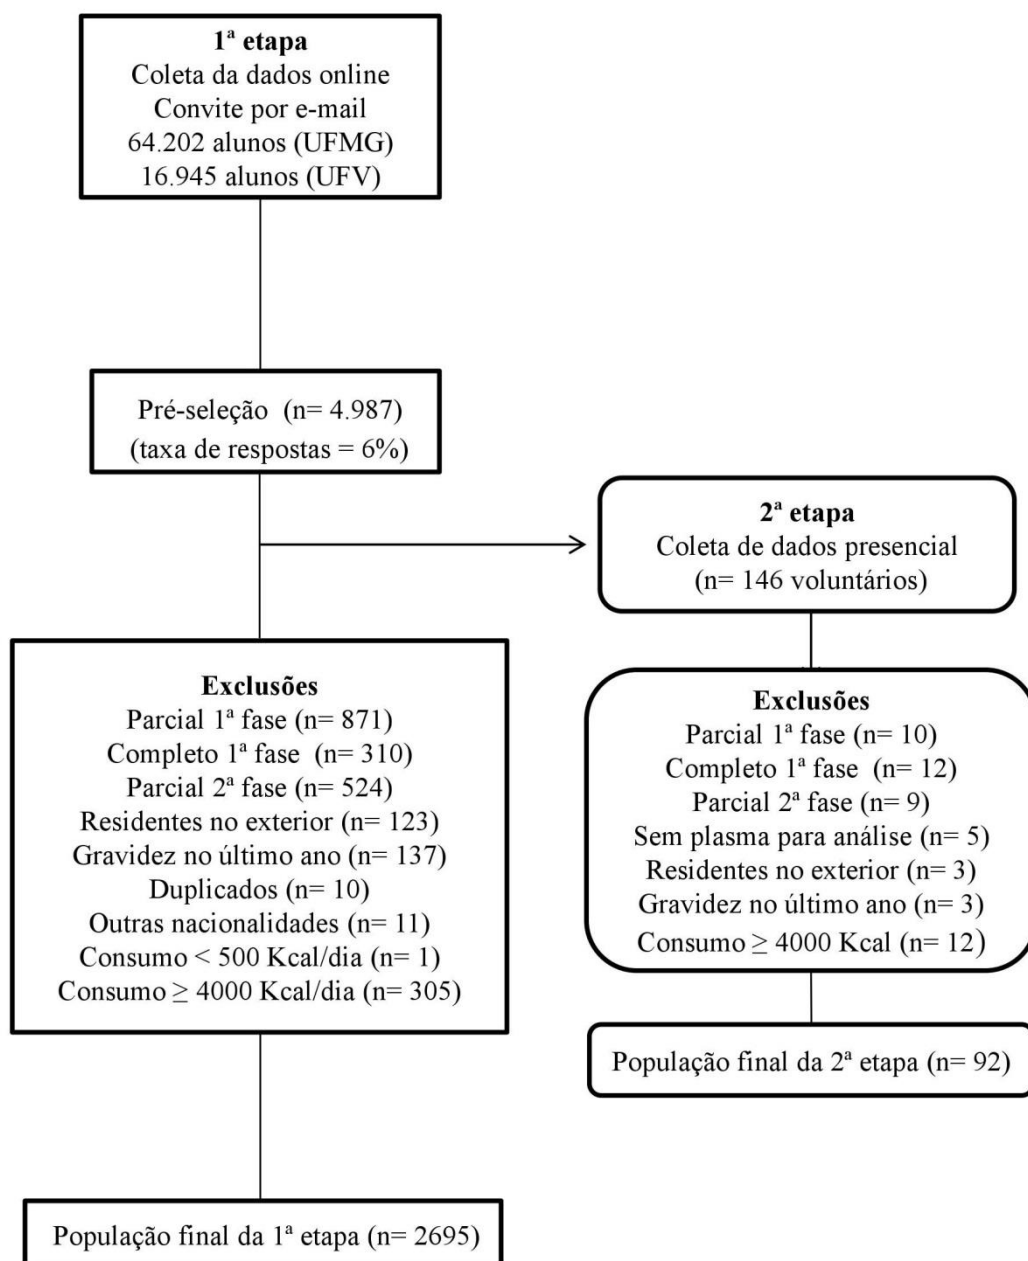 1ª etapa
Coleta da dados online
Convite por e-mail
64.202 alunos (UFMG)
16.945 alunos (UFV)
Pré-seleção (n= 4.987)
(taxa de respostas = 6%)
2ª etapa
Coleta de dados presencial
(n= 146 voluntários)
Exclusões
Parcial 1ª fase (n= 871)
Completo 1ª fase (n= 310)
Parcial 2ª fase (n= 524)
Residentes no exterior (n= 123)
Gravidez no último ano (n= 137)
Duplicados (n= 10)
Outras nacionalidades (n= 11)
Consumo < 500 Kcal/dia (n= 1)
Consumo ≥ 4000 Kcal/dia (n= 305)
Exclusões
Parcial 1ª fase (n= 10)
Completo 1ª fase (n= 12)
Parcial 2ª fase (n= 9)
Sem plasma para análise (n= 5)
Residentes no exterior (n= 3)
Gravidez no último ano (n= 3)
Consumo ≥ 4000 Kcal (n= 12)
População final da 2ª etapa (n= 92)
População final da 1ª etapa (n= 2695)